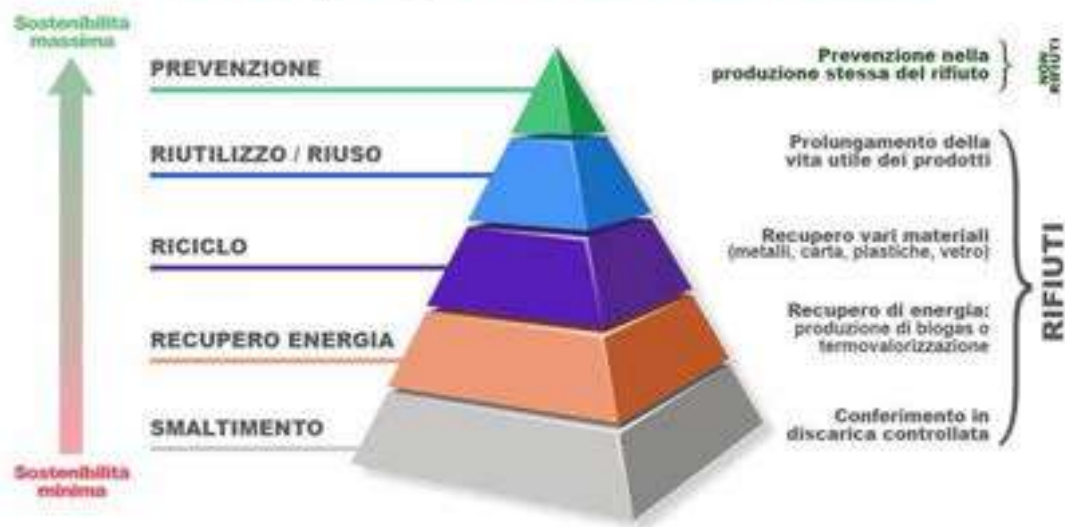 Sostenibilità
massima
PREVENZIONE
Prevenzione nella
produzione stessa del rifiuto
NON
RIFIUTI
RIUTILIZZO / RIUSO
Prolungamento della
vita utile dei prodotti
RiCICLO
Recupero vari materiali
(metalli, carta, plastiche, vetro)
RIFIUTI
RECUPERO ENERGIA
Recupero di energia:
produzione di biogas o
termovalorizzazione
SMALTIMENTO
Conferimento in
discarica controllata
Sostenibilità
minima